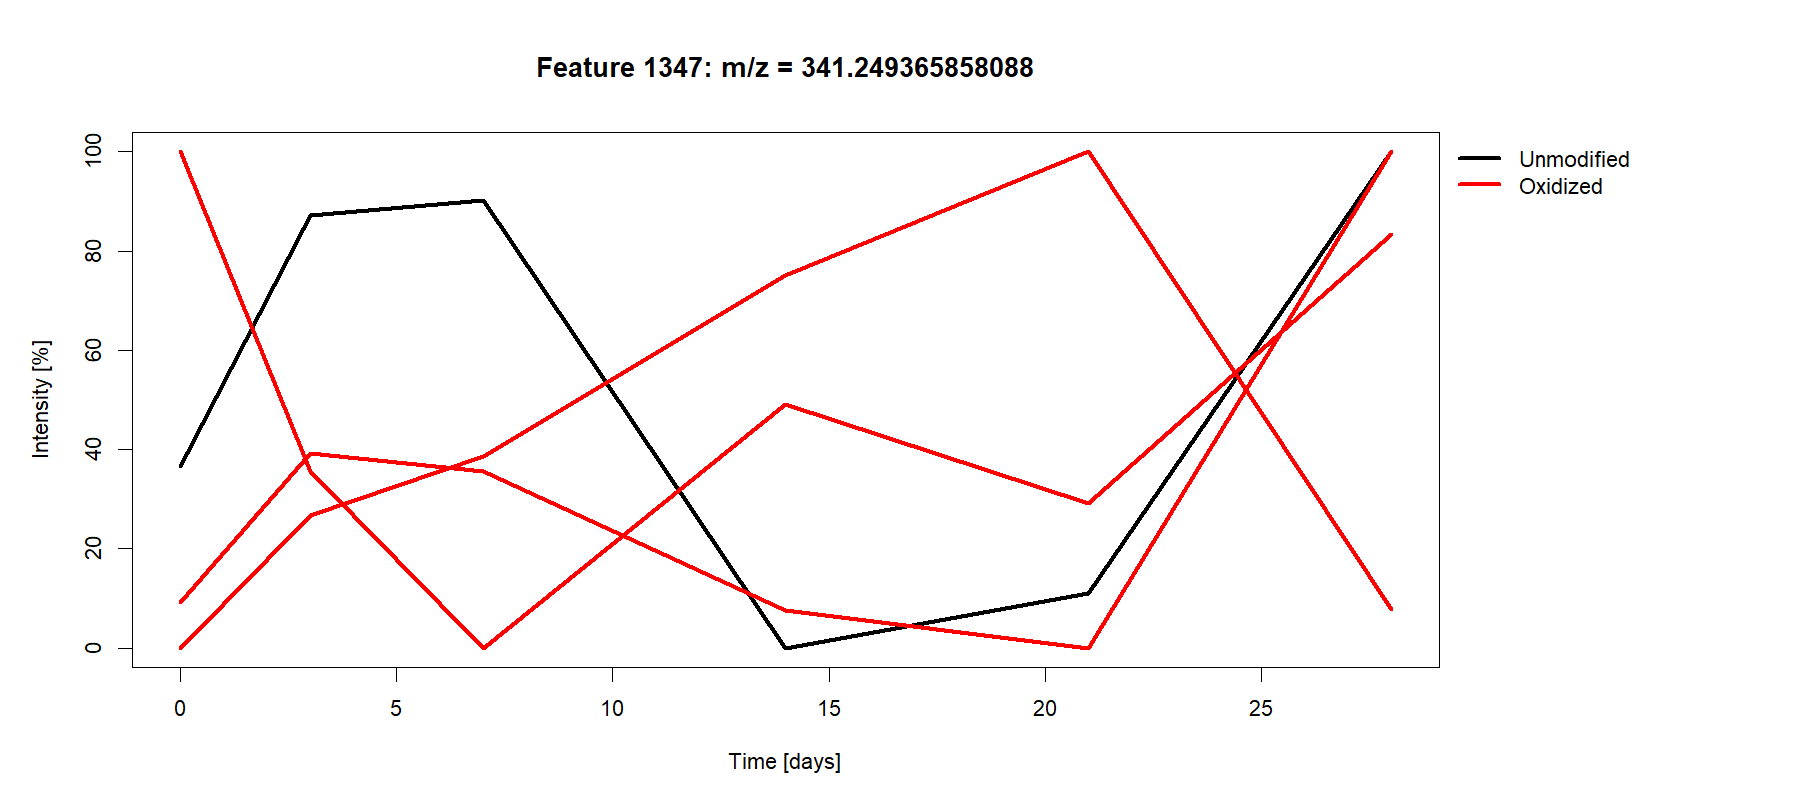 Feature 1347: m/z = 341.249365858088
Unmodified
Oxidized
100
80
60
40
20
0
Intensity [%]
0 5 10 15 20 25
Time [days]